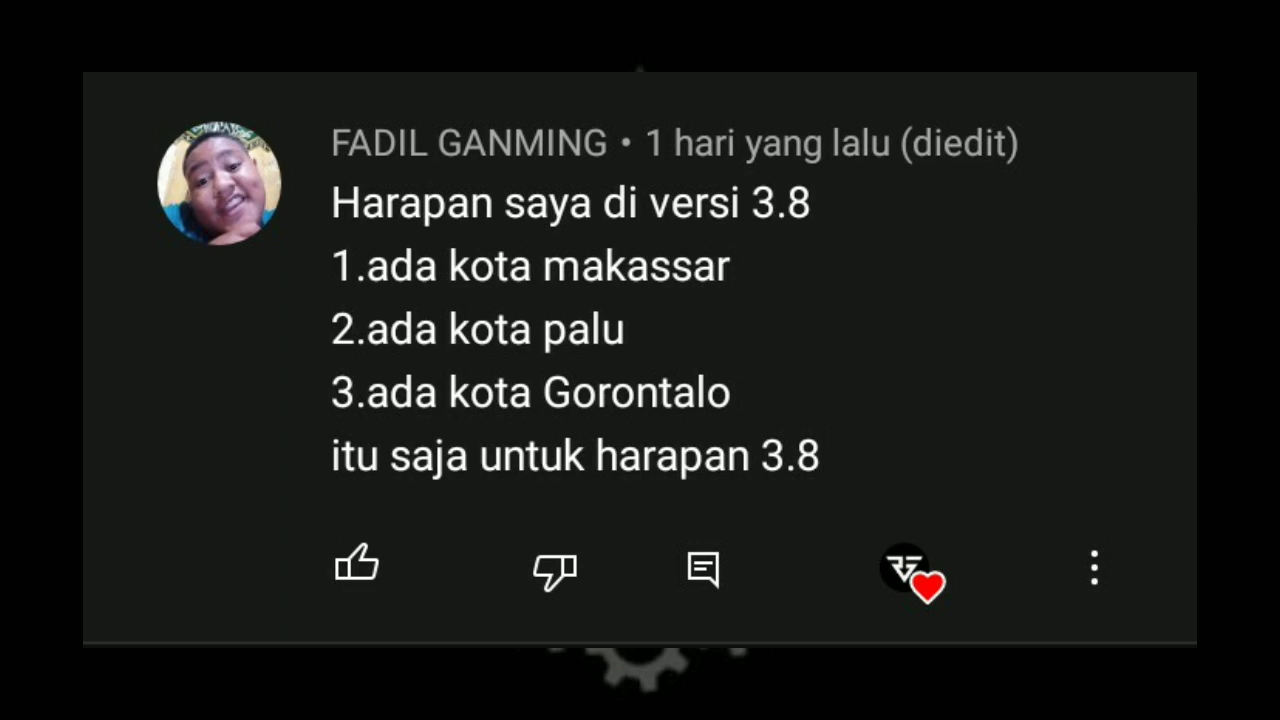 FADIL GANMING • 1 hari yang lalu (diedit)
Harapan saya di versi 3.8
1.ada kota makassar
2.ada kota palu
3.ada kota Gorontalo
itu saja untuk harapan 3.8